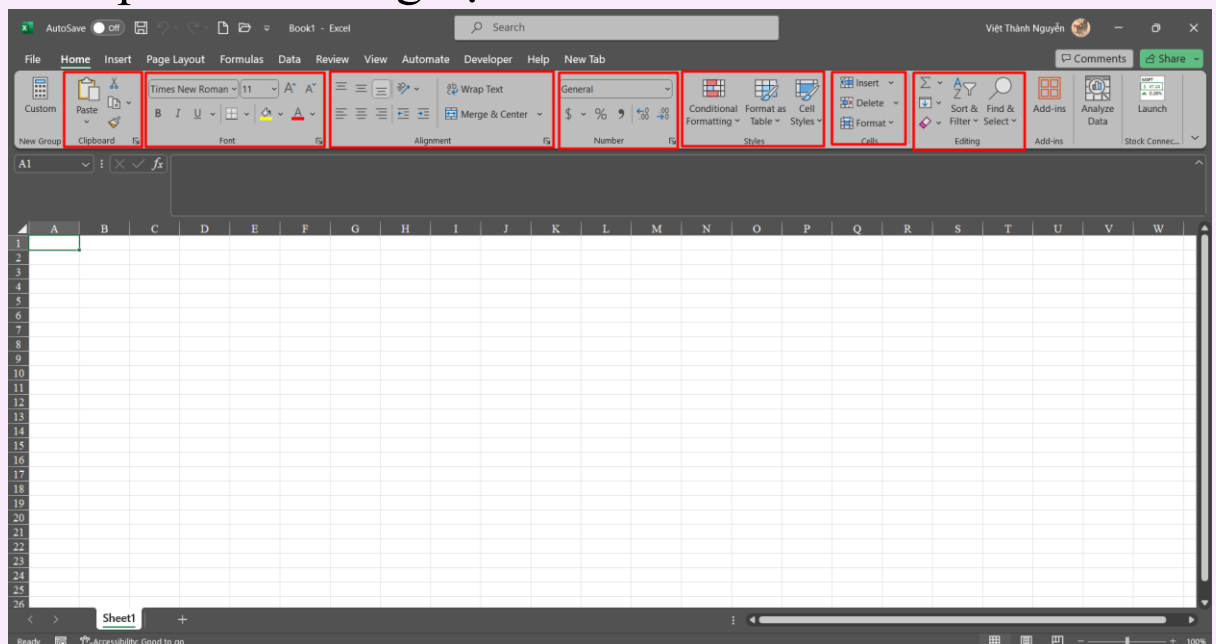 AutoSave Off Book1 - Excel Search Việt Thành Nguyễn
File Home Insert Page Layout Formulas Data Review View Automate Developer Help New Tab Comments Share
Custom
New Group
Paste
Clipboard
Times New Roman 11 A A
B I U A
Font
Wrap Text
Merge & Center
Alignment
General
$ % 9
Number
Conditional Formatting
Format as Table
Cell Styles
Styles
Insert
Delete
Format
Cells
Σ
Sort & Filter
Find & Select
Editing
Add-ins
Add-ins
Analyze Data
Launch
Stock Connec...
A1 fx
A B C D E F G H I J K L M N O P Q R S T U V W
1
2
3
4
5
6
7
8
9
10
11
12
13
14
15
16
17
18
19
20
21
22
23
24
25
26
Sheet1 +
Ready Accessibility: Good to go 100%